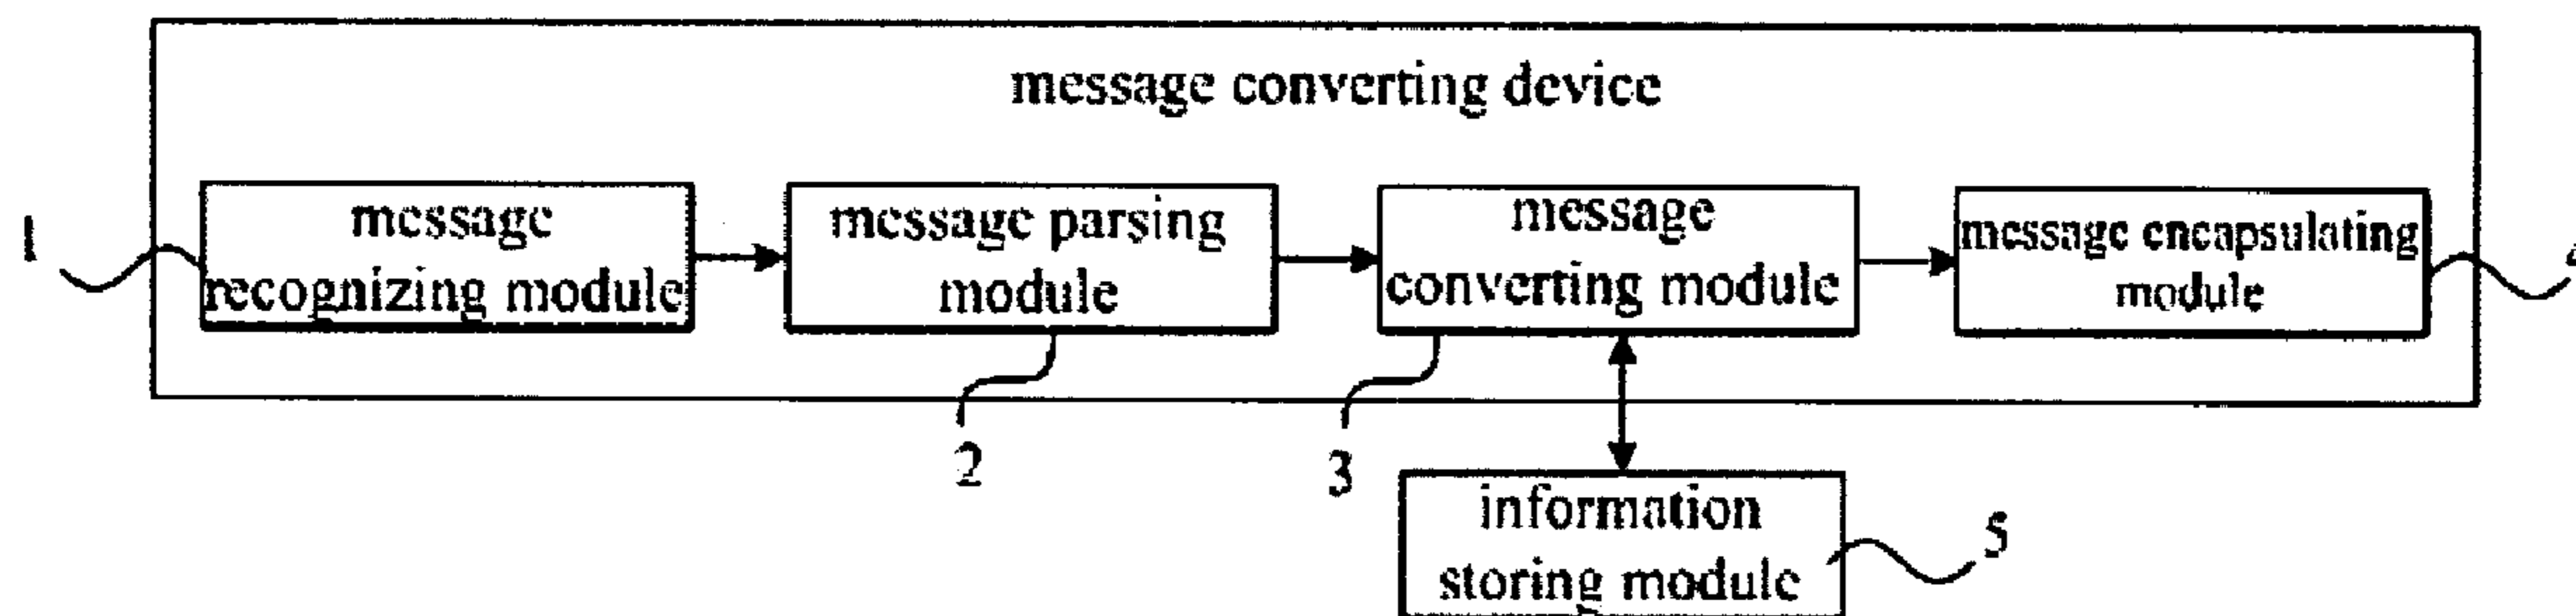 message converting device
message
recognizing module
message parsing
module
message
converting module
message encapsulating
module
1
4
2
3
information
storing module
5